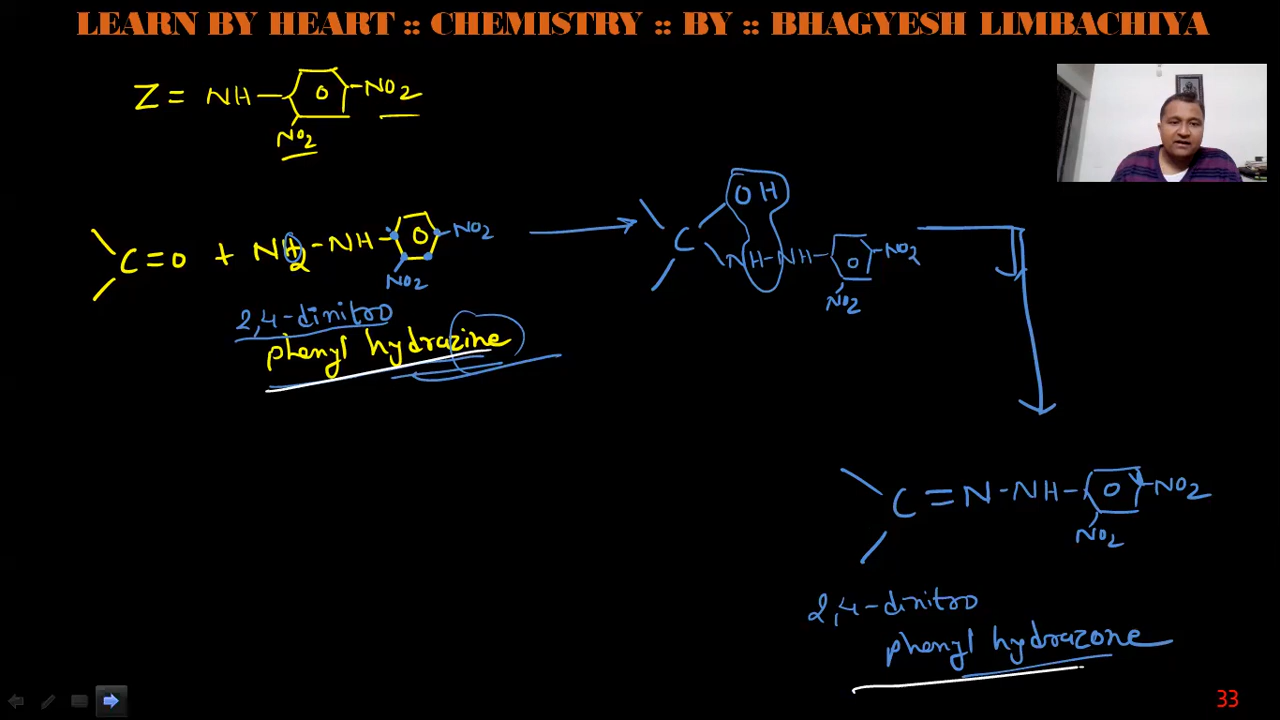 LEARN BY HEART :: CHEMISTRY :: BY :: BHAGYESH LIMBACHIYA
Z = NH NO2
NO2
C = O + NH2 - NH NO2
NO2
2,4-dinitro
phenyl hydrazine
OH
C NH - NH NO2
NO2
C = N - NH NO2
NO2
2,4-dinitro
phenyl hydrazone
33